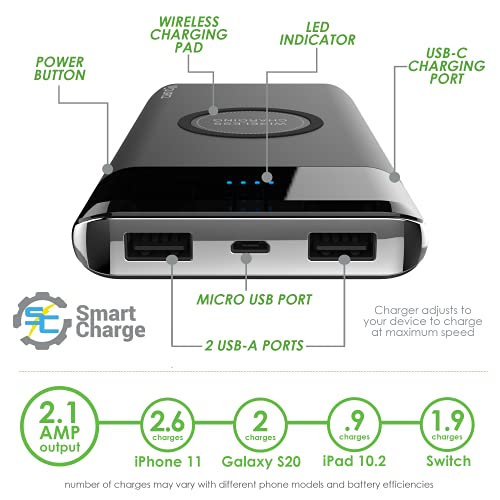 WIRELESS
CHARGING
PAD
LED
INDICATOR
POWER
BUTTON
USB-C
CHARGING
PORT
WIRELESS
CHARGING
MICRO USB PORT
2 USB-A PORTS
Smart
Charge
Charger adjusts to
your device to charge
at maximum speed
2.1
AMP
output
2.6
charges
iPhone 11
2
charges
Galaxy S20
.9
charges
iPad 10.2
1.9
charges
Switch
number of charges may vary with different phone models and battery efficiencies